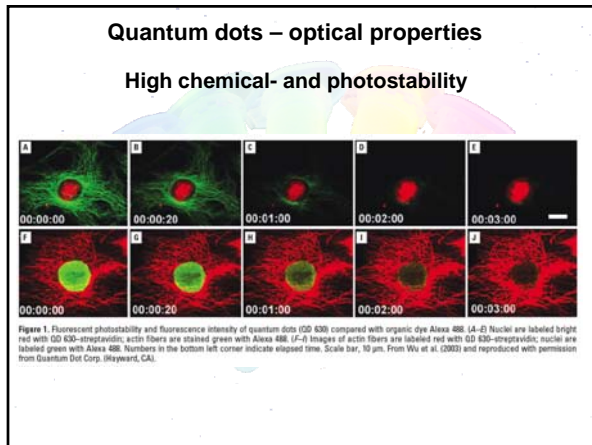 Quantum dots – optical properties
High chemical- and photostability
A B C D E
00:00:00 00:00:20 00:01:00 00:02:00 00:03:00
F G H I J
00:00:00 00:00:20 00:01:00 00:02:00 00:03:00
Figure 1. Fluorescent photostability and fluorescence intensity of quantum dots (QD 630) compared with organic dye Alexa 488. (A–E) Nuclei are labeled bright
red with QD 630–streptavidin; actin fibers are stained green with Alexa 488. (F–J) Images of actin fibers are labeled red with QD 630–streptavidin; nuclei are
labeled green with Alexa 488. Numbers in the bottom left corner indicate elapsed time. Scale bar, 10 µm. From Wu et al. (2003) and reproduced with permission
from Quantum Dot Corp. (Hayward, CA).